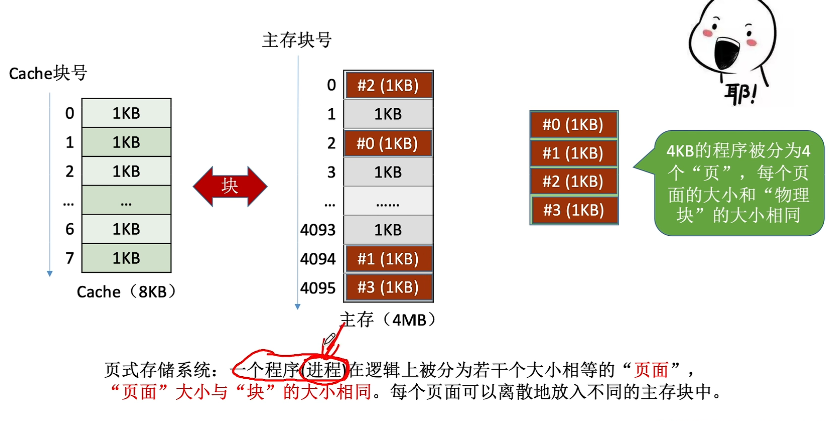 主存块号
Cache块号
0 1KB
1 1KB
2 1KB
... ...
6 1KB
7 1KB
Cache（8KB）
块
0 #2 (1KB)
1 1KB
2 #0 (1KB)
3 1KB
... ......
4093 1KB
4094 #1 (1KB)
4095 #3 (1KB)
主存（4MB）
耶!
#0 (1KB)
#1 (1KB)
#2 (1KB)
#3 (1KB)
4KB的程序被分为4
个“页”，每个页
面的大小和“物理
块”的大小相同
页式存储系统：一个程序(进程)在逻辑上被分为若干个大小相等的“页面”，
“页面”大小与“块”的大小相同。每个页面可以离散地放入不同的主存块中。